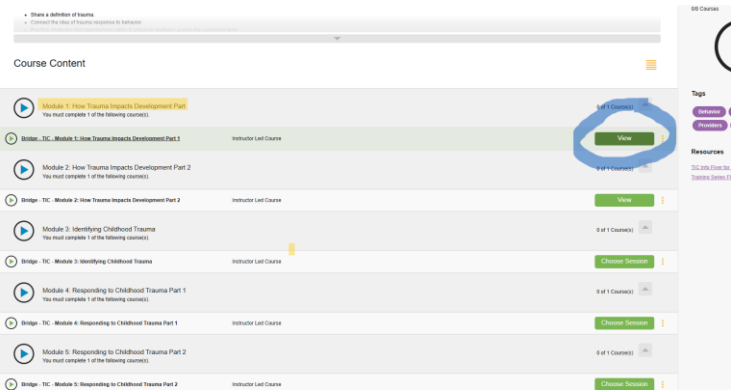 • Share a definition of trauma.
• Connect the idea of trauma response to behavior.
0/0 Courses
Course Content
Tags
Behavior
Providers
Resources
TIC Info Flyer for
Training Series Fl
Module 1: How Trauma Impacts Development Part
You must complete 1 of the following course(s).
0 of 1 Course(s)
Bridge - TIC - Module 1: How Trauma Impacts Development Part 1 Instructor Led Course View
Module 2: How Trauma Impacts Development Part 2
You must complete 1 of the following course(s).
0 of 1 Course(s)
Bridge - TIC - Module 2: How Trauma Impacts Development Part 2 Instructor Led Course View
Module 3: Identifying Childhood Trauma
You must complete 1 of the following course(s).
0 of 1 Course(s)
Bridge - TIC - Module 3: Identifying Childhood Trauma Instructor Led Course Choose Session
Module 4: Responding to Childhood Trauma Part 1
You must complete 1 of the following course(s).
0 of 1 Course(s)
Bridge - TIC - Module 4: Responding to Childhood Trauma Part 1 Instructor Led Course Choose Session
Module 5: Responding to Childhood Trauma Part 2
You must complete 1 of the following course(s).
0 of 1 Course(s)
Bridge - TIC - Module 5: Responding to Childhood Trauma Part 2 Instructor Led Course Choose Session